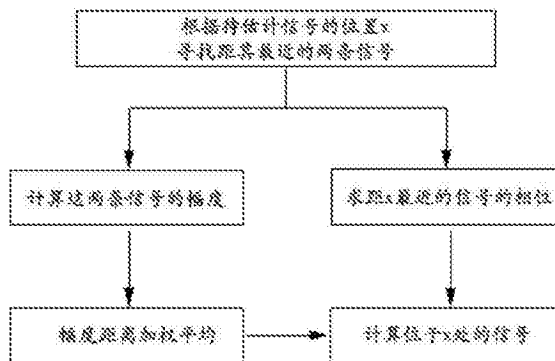 根据待估计信号的位置x
寻找距其最近的两条信号
计算这两条信号的幅度
求距x最近的信号的相位
幅度距离加权平均
计算位于x处的信号